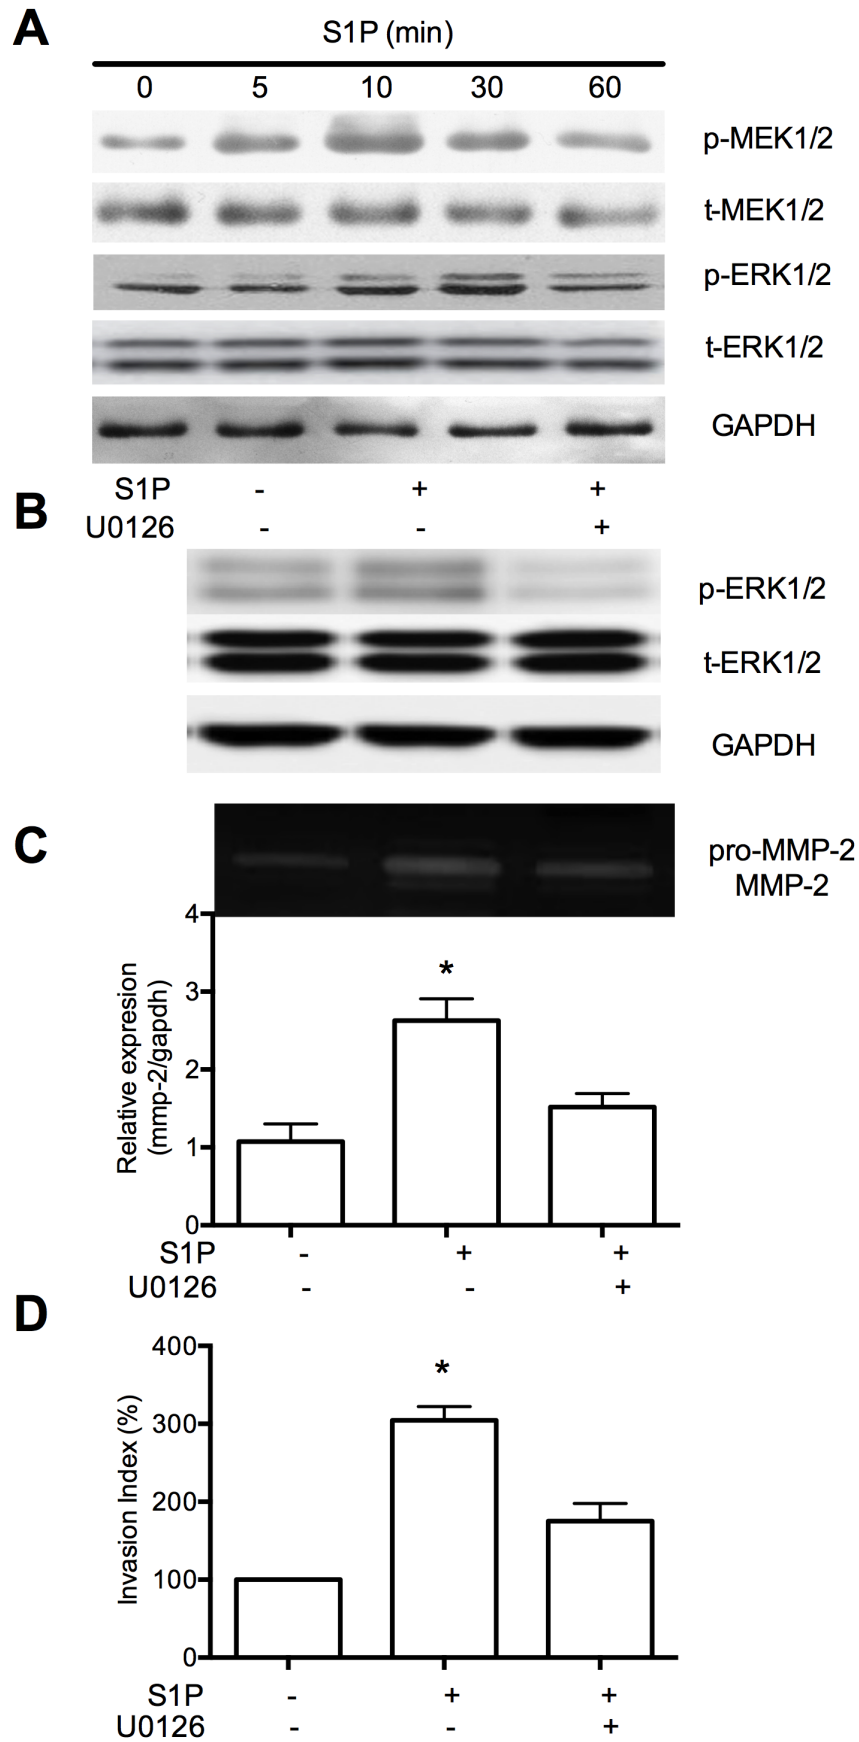 A
S1P (min)
0 5 10 30 60
p-MEK1/2
t-MEK1/2
p-ERK1/2
t-ERK1/2
GAPDH
B
S1P - + +
U0126 - - +
p-ERK1/2
t-ERK1/2
GAPDH
C
pro-MMP-2
MMP-2
Relative expresion
(mmp-2/gapdh)
4
3
2
1
0
*
S1P - + +
U0126 - - +
D
Invasion Index (%)
400
300
200
100
0
*
S1P - + +
U0126 - - +